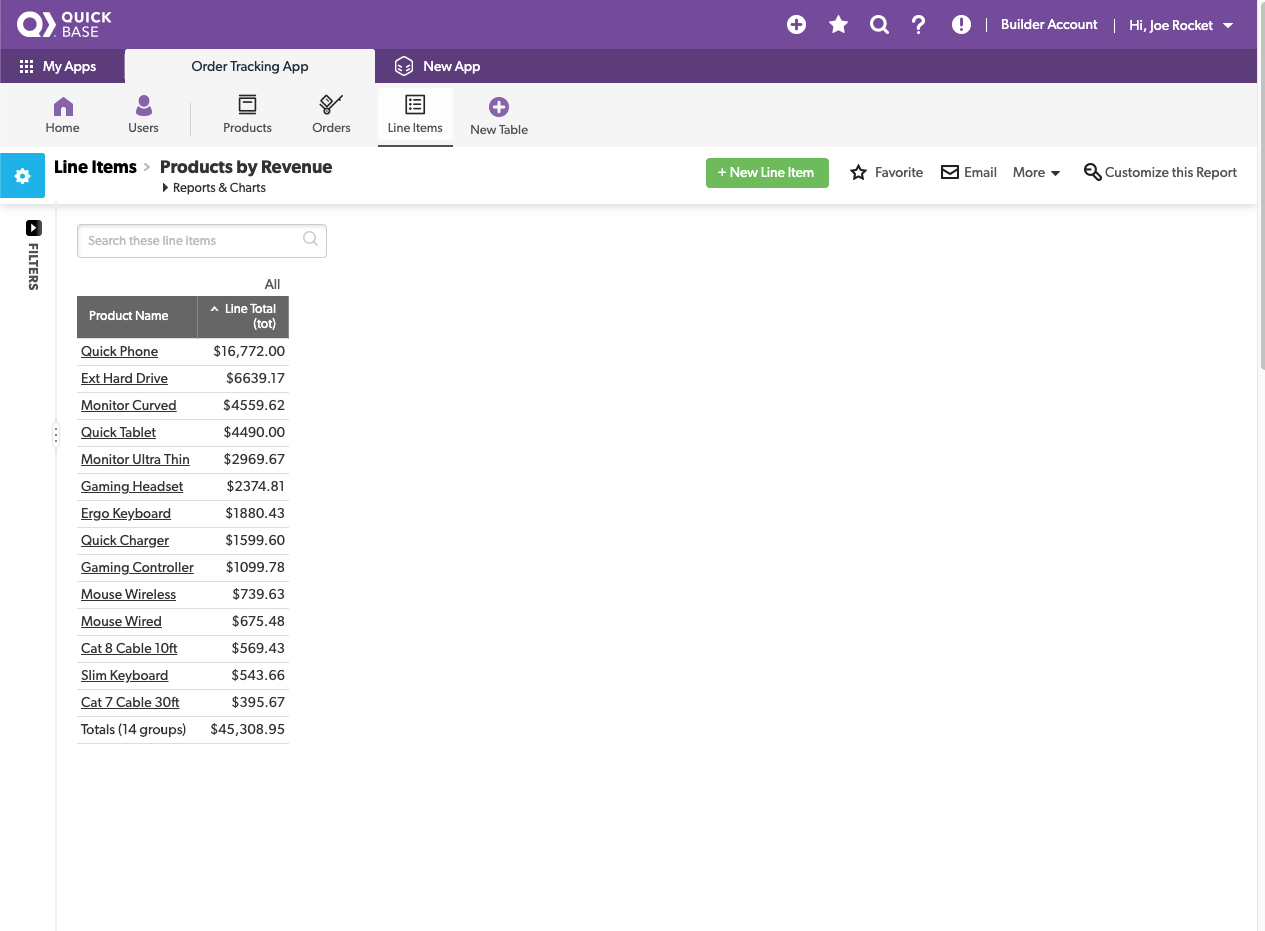 QUICK
BASE
Builder Account
Hi, Joe Rocket
My Apps
Order Tracking App
New App
Home
Users
Products
Orders
Line Items
New Table
Line Items > Products by Revenue
Reports & Charts
+ New Line Item
Favorite
Email
More
Customize this Report
FILTERS
Search these line items
All
Product Name
Line Total
(tot)
Quick Phone $16,772.00
Ext Hard Drive $6639.17
Monitor Curved $4559.62
Quick Tablet $4490.00
Monitor Ultra Thin $2969.67
Gaming Headset $2374.81
Ergo Keyboard $1880.43
Quick Charger $1599.60
Gaming Controller $1099.78
Mouse Wireless $739.63
Mouse Wired $675.48
Cat 8 Cable 10ft $569.43
Slim Keyboard $543.66
Cat 7 Cable 30ft $395.67
Totals (14 groups) $45,308.95